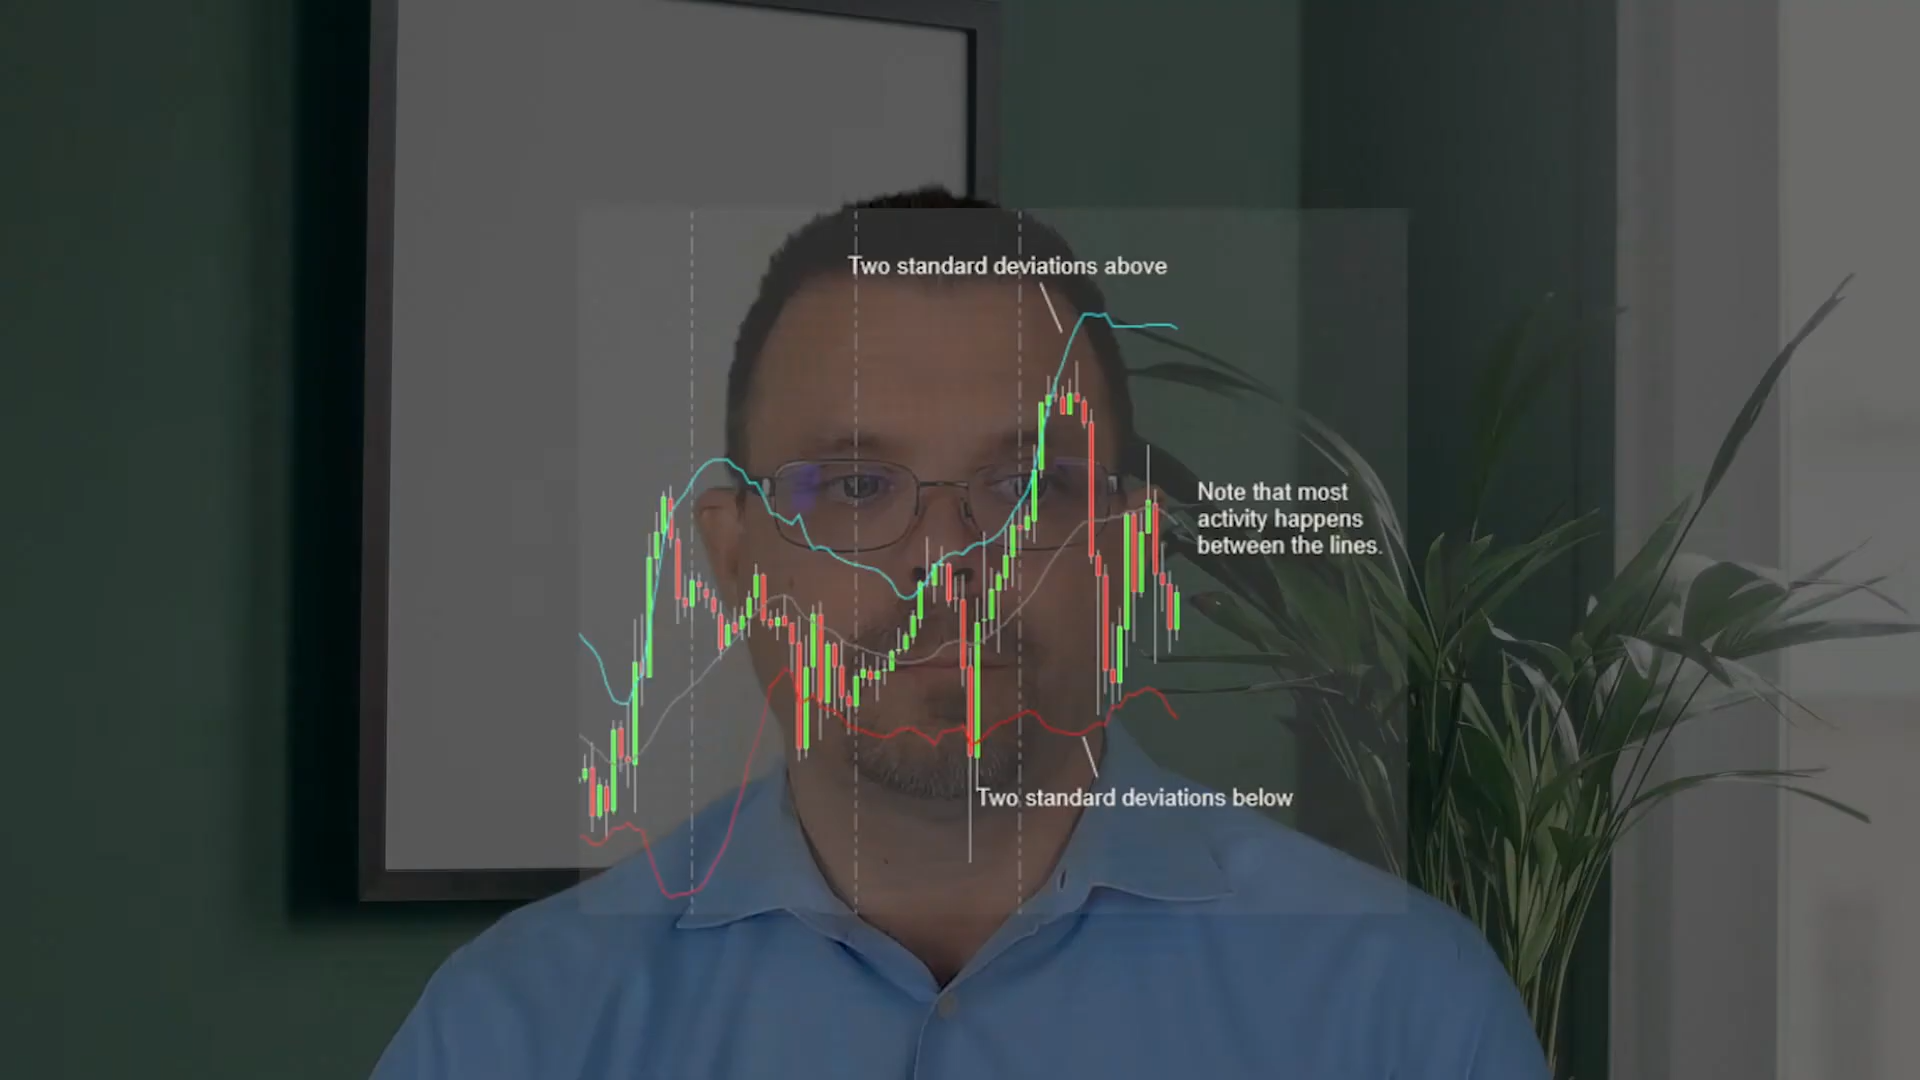 Two standard deviations above
Note that most
activity happens
between the lines.
Two standard deviations below